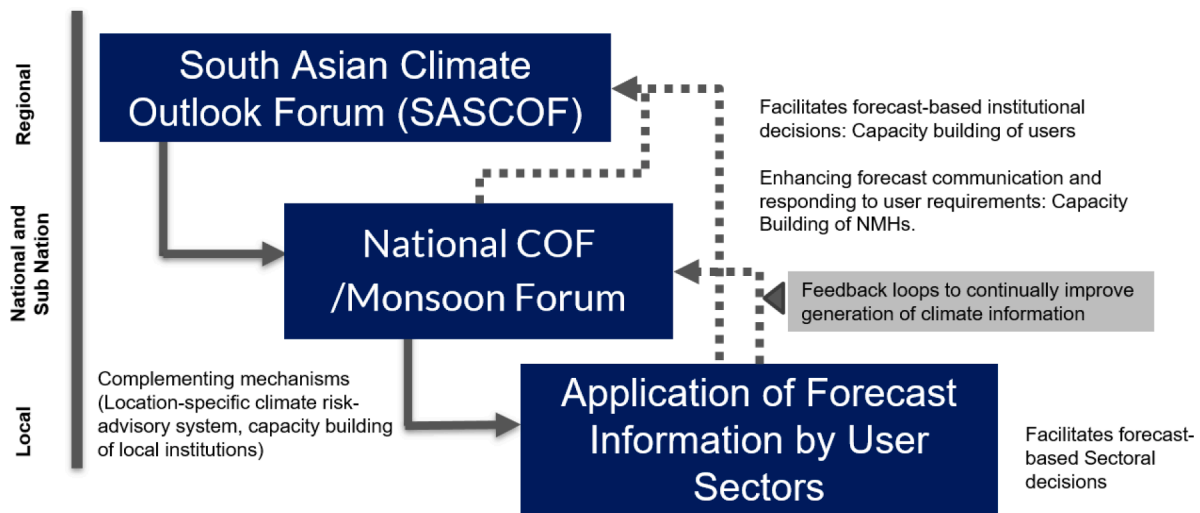 Regional
South Asian Climate
Outlook Forum (SASCOF)
Facilitates forecast-based institutional
decisions: Capacity building of users
Enhancing forecast communication and
responding to user requirements: Capacity
Building of NMHs.
National and
Sub Nation
National COF
/Monsoon Forum
Feedback loops to continually improve
generation of climate information
Local
Complementing mechanisms
(Location-specific climate risk-
advisory system, capacity building
of local institutions)
Application of Forecast
Information by User
Sectors
Facilitates forecast-
based Sectoral
decisions